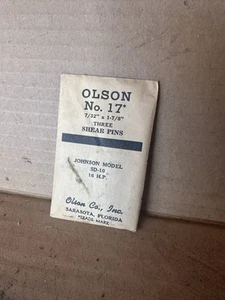 OLSON
No. 17*
7/32" x 1-7/8"
THREE
SHEAR PINS
JOHNSON MODEL
SD-10
16 H.P.
Olson Co., Inc.
SARASOTA, FLORIDA
*TRADE MARK